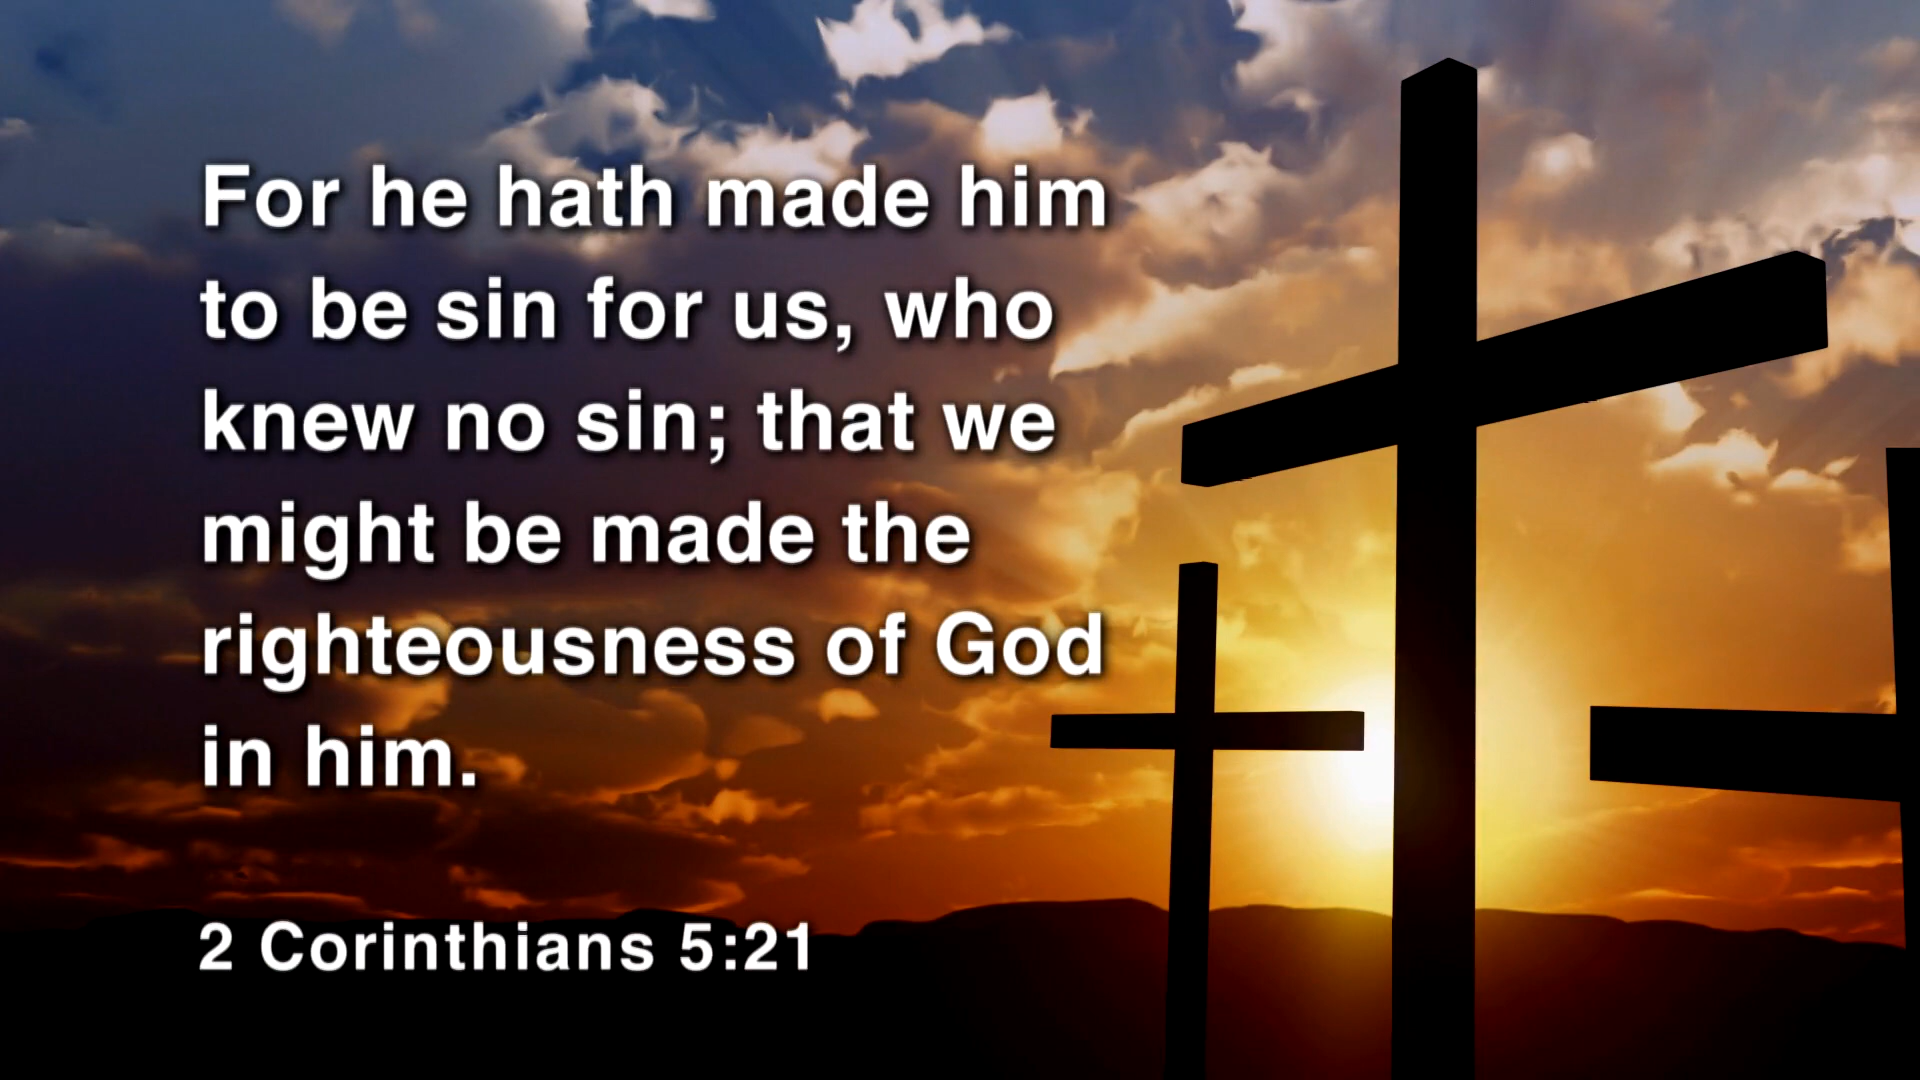 For he hath made him
to be sin for us, who
knew no sin; that we
might be made the
righteousness of God
in him.
2 Corinthians 5:21